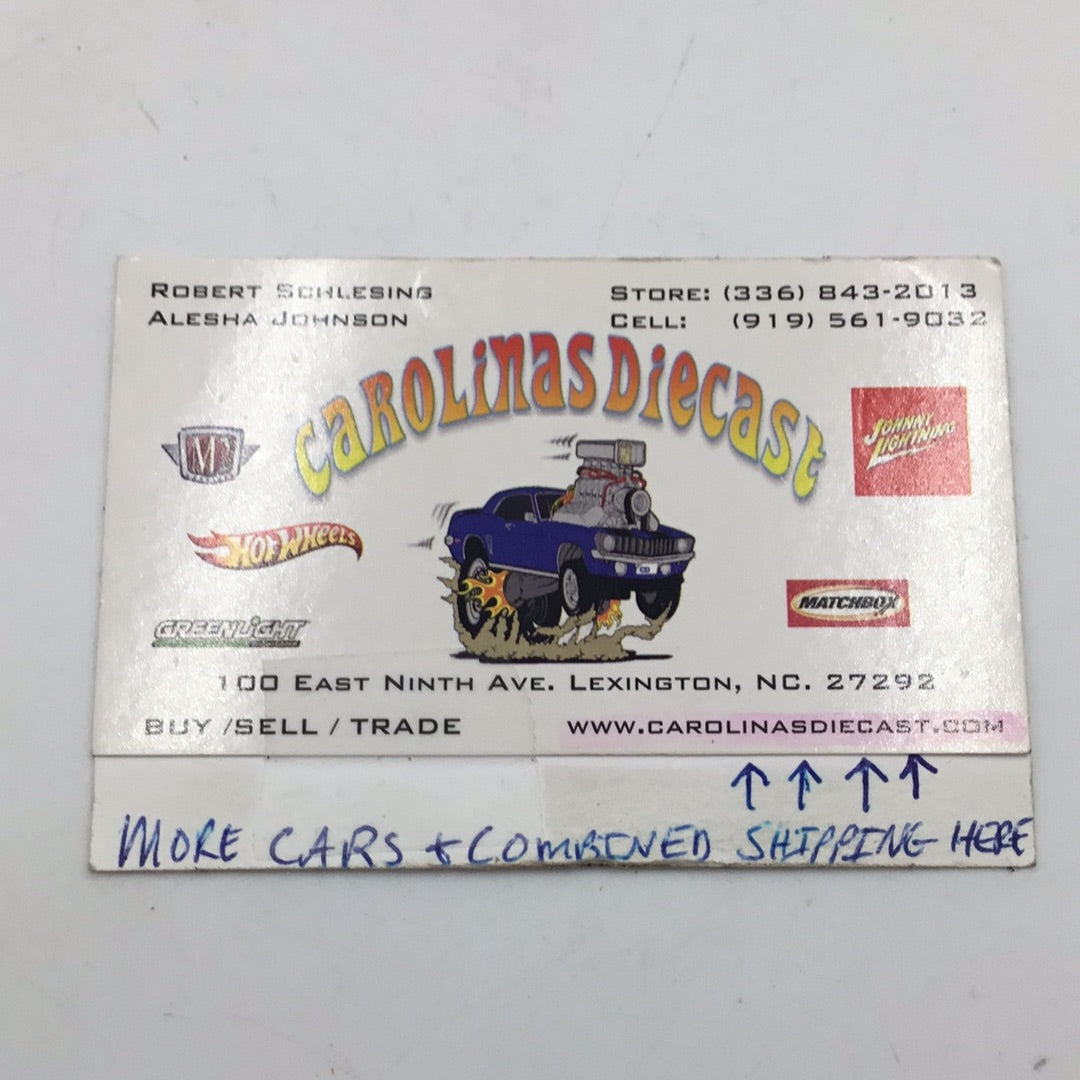 ROBERT SCHLESING
ALESHA JOHNSON
STORE: (336) 843-2013
CELL: (919) 561-9032
CAROLINAS DIECAST
M2
JOHNNY LIGHTNING
HOT WHEELS
MATCHBOX
GREENLIGHT
CD
100 EAST NINTH AVE. LEXINGTON, NC. 27292
BUY /SELL / TRADE
WWW.CAROLINASDIECAST.COM
MORE CARS + COMBINED SHIPPING HERE